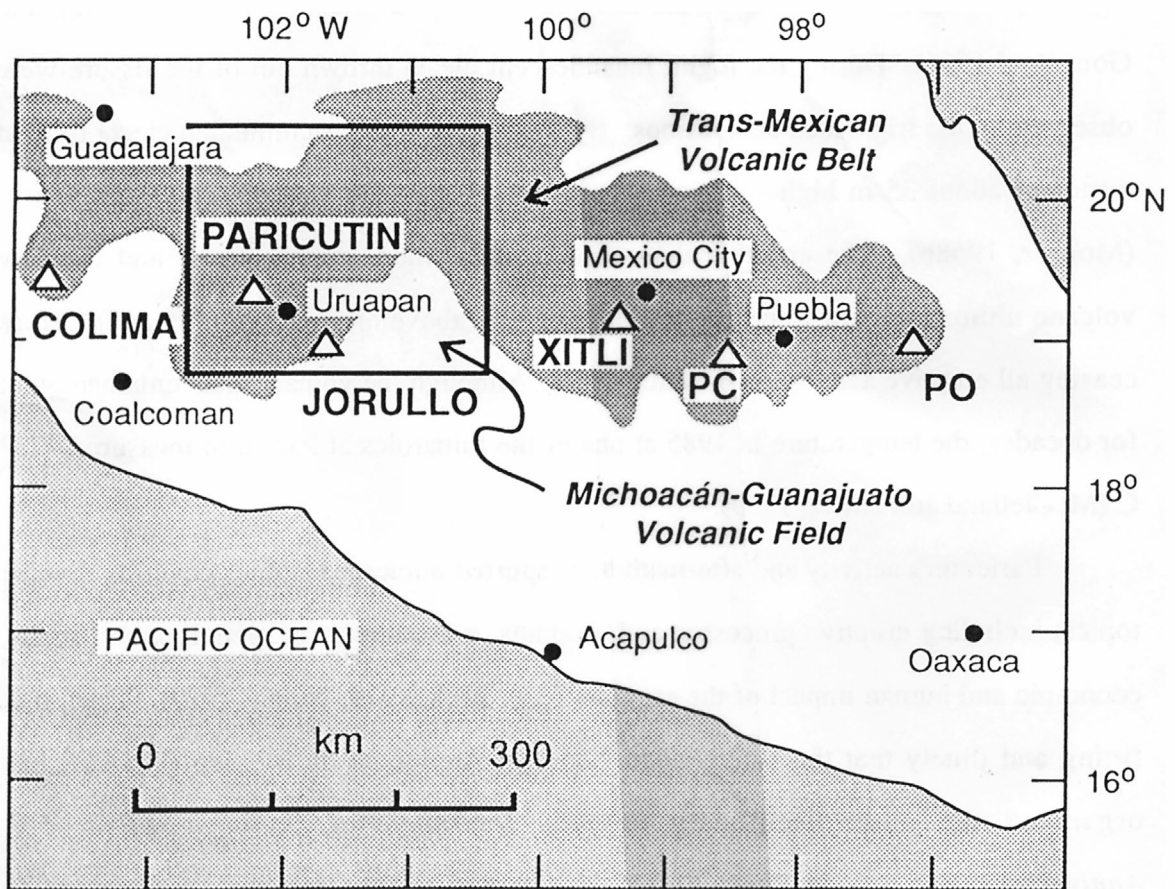 102° W
100°
98°
Guadalajara
Trans-Mexican
Volcanic Belt
20° N
PARICUTIN
Mexico City
Uruapan
Puebla
COLIMA
XITLI
PC
PO
JORULLO
Coalcoman
Michoacán-Guanajuato
Volcanic Field
18°
PACIFIC OCEAN
Acapulco
Oaxaca
0 km 300
16°